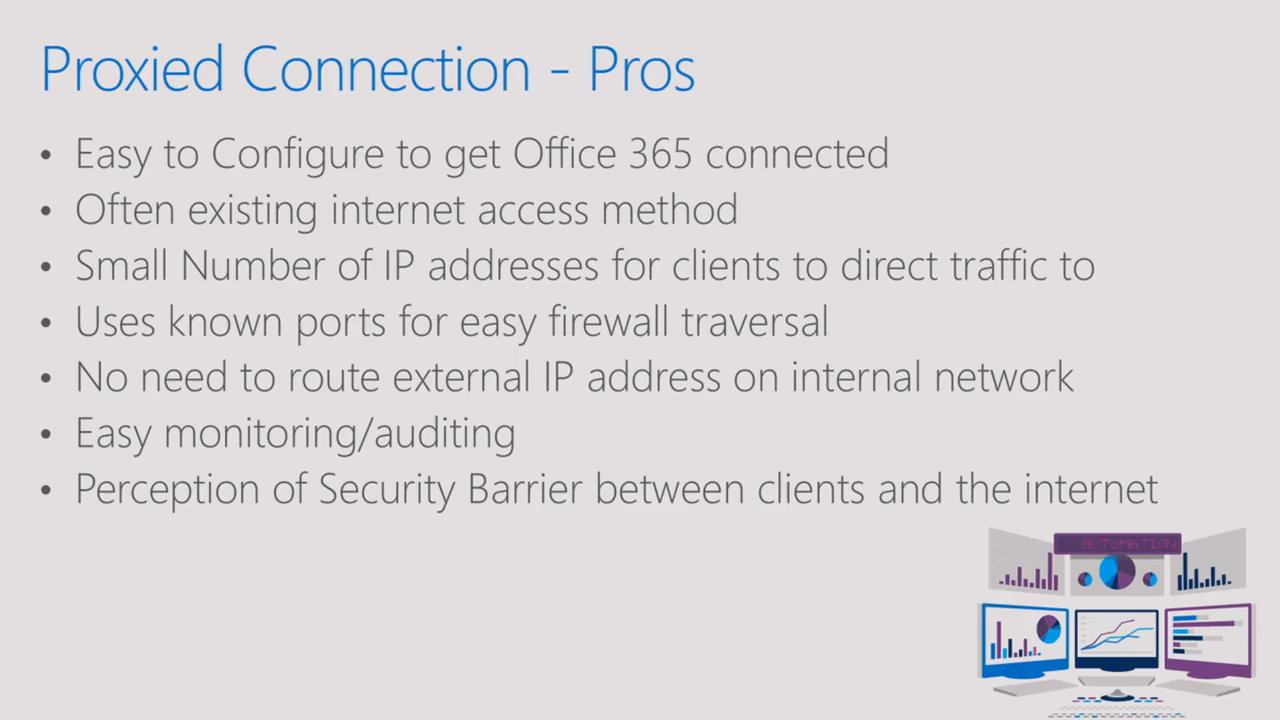 Proxied Connection - Pros
• Easy to Configure to get Office 365 connected
• Often existing internet access method
• Small Number of IP addresses for clients to direct traffic to
• Uses known ports for easy firewall traversal
• No need to route external IP address on internal network
• Easy monitoring/auditing
• Perception of Security Barrier between clients and the internet
AUTOMATION